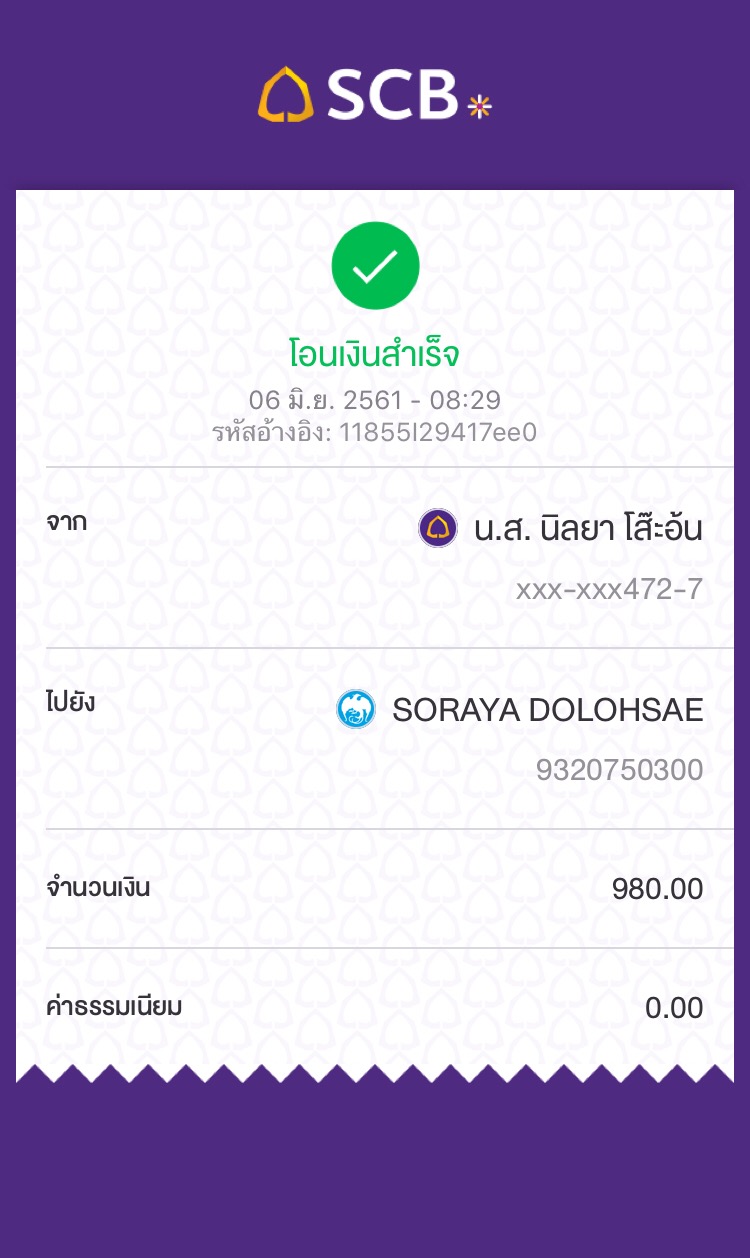 SCB
โอนเงินสำเร็จ
06 มิ.ย. 2561 - 08:29
รหัสอ้างอิง: 11855I29417ee0
จาก
น.ส. นิลยา โส๊ะอ้น
xxx-xxx472-7
ไปยัง
SORAYA DOLOHSAE
9320750300
จำนวนเงิน
980.00
ค่าธรรมเนียม
0.00